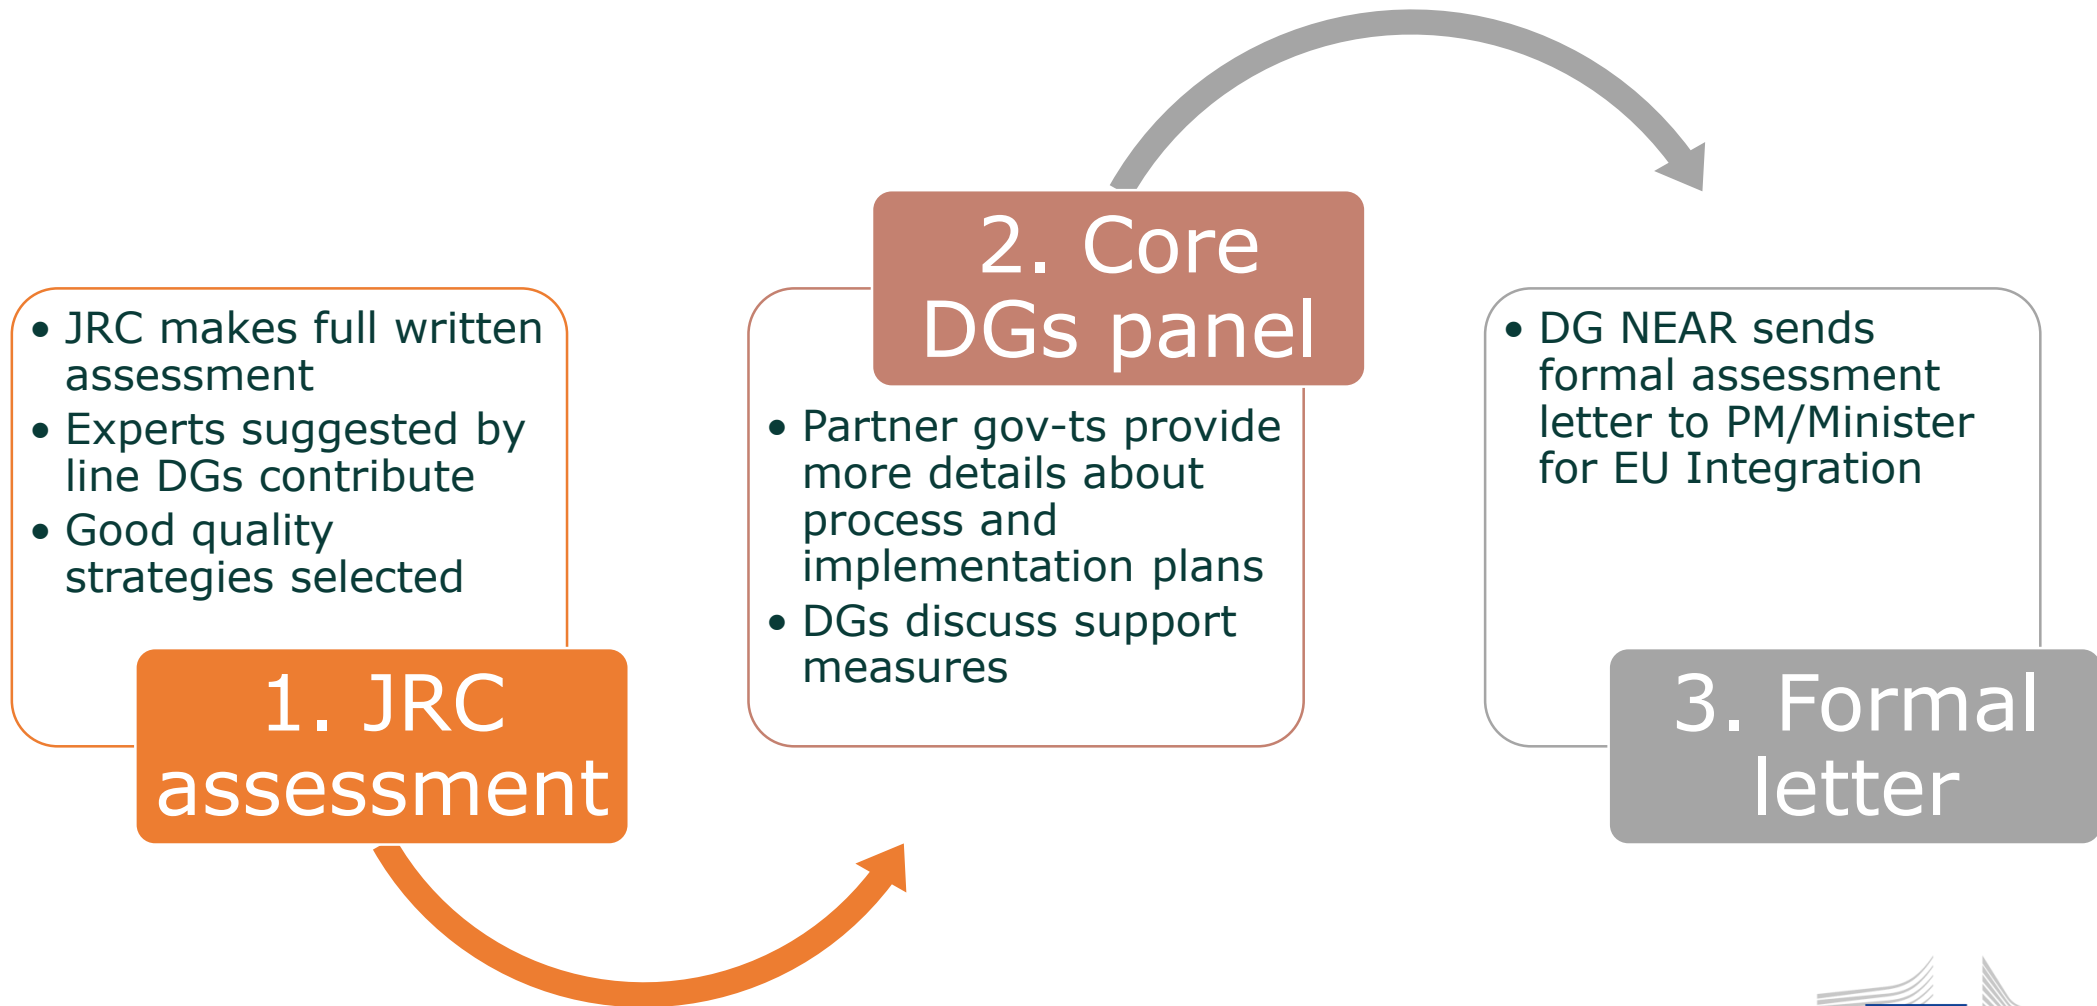 • JRC makes full written
assessment
• Experts suggested by
line DGs contribute
• Good quality
strategies selected
1. JRC
assessment
2. Core
DGs panel
• Partner gov-ts provide
more details about
process and
implementation plans
• DGs discuss support
measures
• DG NEAR sends
formal assessment
letter to PM/Minister
for EU Integration
3. Formal
letter